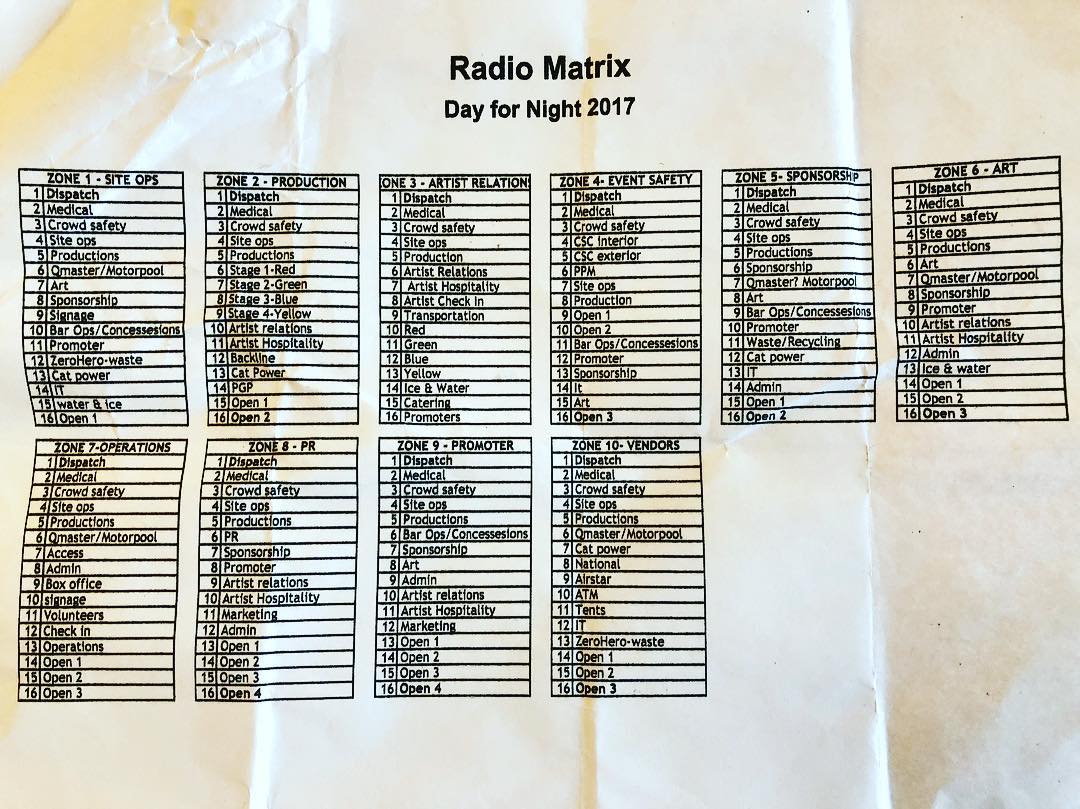 Radio Matrix
Day for Night 2017
ZONE 1 - SITE OPS
1 Dispatch
2 Medical
3 Crowd safety
4 Site ops
5 Productions
6 Qmaster/Motorpool
7 Art
8 Sponsorship
9 Signage
10 Bar Ops/Concessesions
11 Promoter
12 ZeroHero-waste
13 Cat power
14 IT
15 water & ice
16 Open 1
ZONE 2 - PRODUCTION
1 Dispatch
2 Medical
3 Crowd safety
4 Site ops
5 Productions
6 Stage 1-Red
7 Stage 2-Green
8 Stage 3-Blue
9 Stage 4-Yellow
10 Artist relations
11 Artist Hospitality
12 Backline
13 Cat Power
14 PGP
15 Open 1
16 Open 2
ZONE 3 - ARTIST RELATION
1 Dispatch
2 Medical
3 Crowd safety
4 Site ops
5 Production
6 Artist Relations
7 Artist Hospitality
8 Artist Check in
9 Transportation
10 Red
11 Green
12 Blue
13 Yellow
14 Ice & Water
15 Catering
16 Promoters
ZONE 4- EVENT SAFETY
1 Dispatch
2 Medical
3 Crowd safety
4 CSC interior
5 CSC exterior
6 PPM
7 Site ops
8 Production
9 Open 1
10 Open 2
11 Bar Ops/Concessesions
12 Promoter
13 Sponsorship
14 It
15 Art
16 Open 3
ZONE 5- SPONSORSHIP
1 Dispatch
2 Medical
3 Crowd safety
4 Site ops
5 Productions
6 Sponsorship
7 Qmaster? Motorpool
8 Art
9 Bar Ops/Concessesions
10 Promoter
11 Waste/Recycling
12 Cat power
13 IT
14 Admin
15 Open 1
16 Open 2
ZONE 6 - ART
1 Dispatch
2 Medical
3 Crowd safety
4 Site ops
5 Productions
6 Art
7 Qmaster/Motorpool
8 Sponsorship
9 Promoter
10 Artist relations
11 Artist Hospitality
12 Admin
13 Ice & water
14 Open 1
15 Open 2
16 Open 3
ZONE 7-OPERATIONS
1 Dispatch
2 Medical
3 Crowd safety
4 Site ops
5 Productions
6 Qmaster/Motorpool
7 Access
8 Admin
9 Box office
10 signage
11 Volunteers
12 Check in
13 Operations
14 Open 1
15 Open 2
16 Open 3
ZONE 8 - PR
1 Dispatch
2 Medical
3 Crowd safety
4 Site ops
5 Productions
6 PR
7 Sponsorship
8 Promoter
9 Artist relations
10 Artist Hospitality
11 Marketing
12 Admin
13 Open 1
14 Open 2
15 Open 3
16 Open 4
ZONE 9 - PROMOTER
1 Dispatch
2 Medical
3 Crowd safety
4 Site ops
5 Productions
6 Bar Ops/Concessesions
7 Sponsorship
8 Art
9 Admin
10 Artist relations
11 Artist Hospitality
12 Marketing
13 Open 1
14 Open 2
15 Open 3
16 Open 4
ZONE 10- VENDORS
1 Dispatch
2 Medical
3 Crowd safety
4 Site ops
5 Productions
6 Qmaster/Motorpool
7 Cat power
8 National
9 Airstar
10 ATM
11 Tents
12 IT
13 ZeroHero-waste
14 Open 1
15 Open 2
16 Open 3